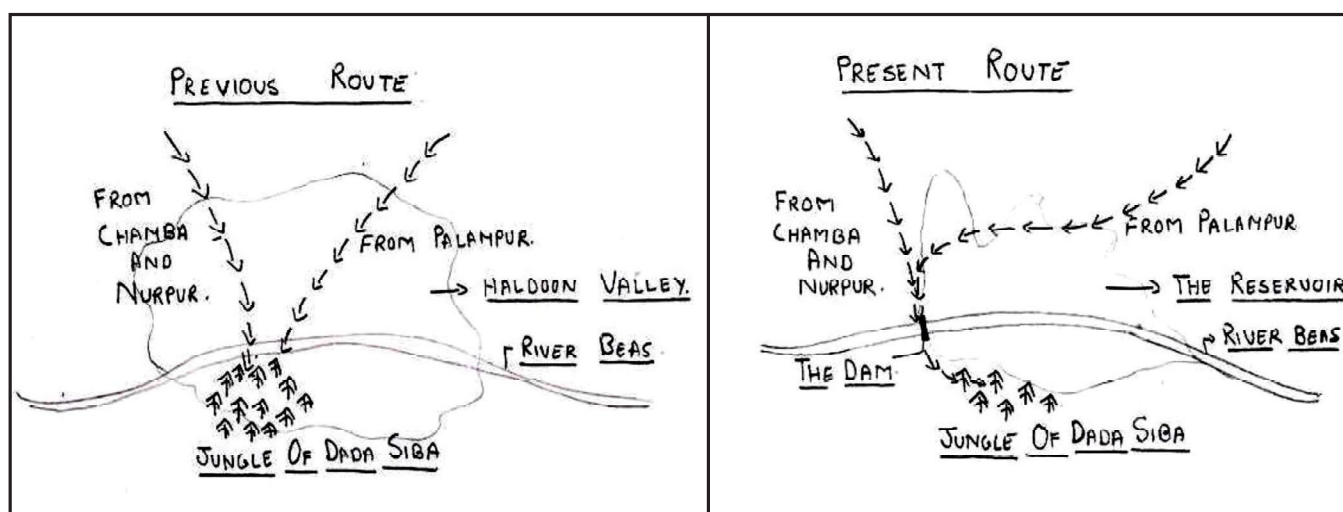 PREVIOUS ROUTE
FROM
CHAMBA
AND
NURPUR.
FROM PALAMPUR.
HALDOON VALLEY.
RIVER BEAS
JUNGLE OF DADA SIBA
PRESENT ROUTE
FROM
CHAMBA
AND
NURPUR.
FROM PALAMPUR.
THE RESERVOIR
RIVER BEAS
THE DAM.
JUNGLE OF DADA SIBA